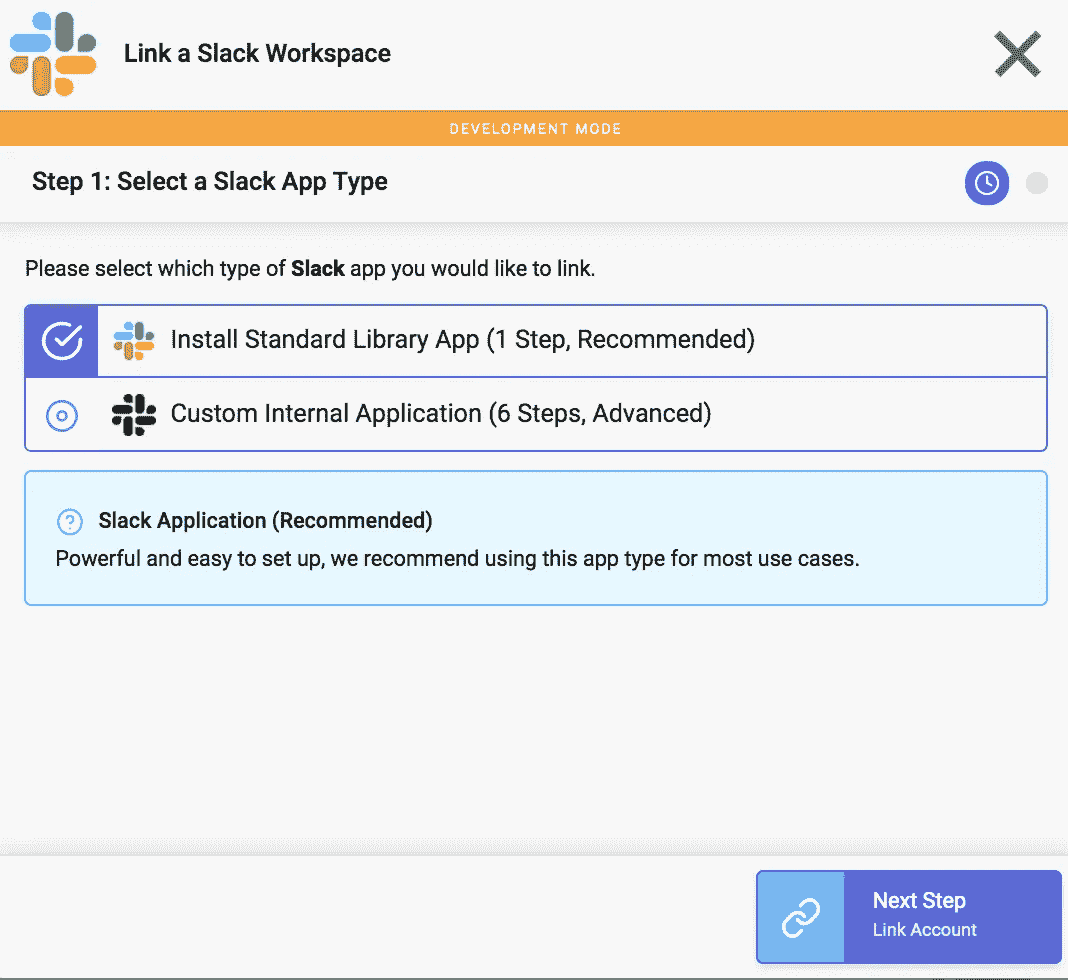 Link a Slack Workspace
DEVELOPMENT MODE
Step 1: Select a Slack App Type
Please select which type of Slack app you would like to link.
Install Standard Library App (1 Step, Recommended)
Custom Internal Application (6 Steps, Advanced)
Slack Application (Recommended)
Powerful and easy to set up, we recommend using this app type for most use cases.
Next Step
Link Account